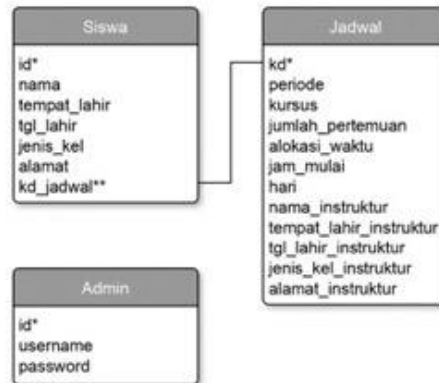 Siswa
id*
nama
tempat_lahir
tgl_lahir
jenis_kel
alamat
kd_jadwal**
Jadwal
kd*
periode
kursus
jumlah_pertemuan
alokasi_waktu
jam_mulai
hari
nama_instruktur
tempat_lahir_instruktur
tgl_lahir_instruktur
jenis_kel_instruktur
alamat_instruktur
Admin
id*
username
password